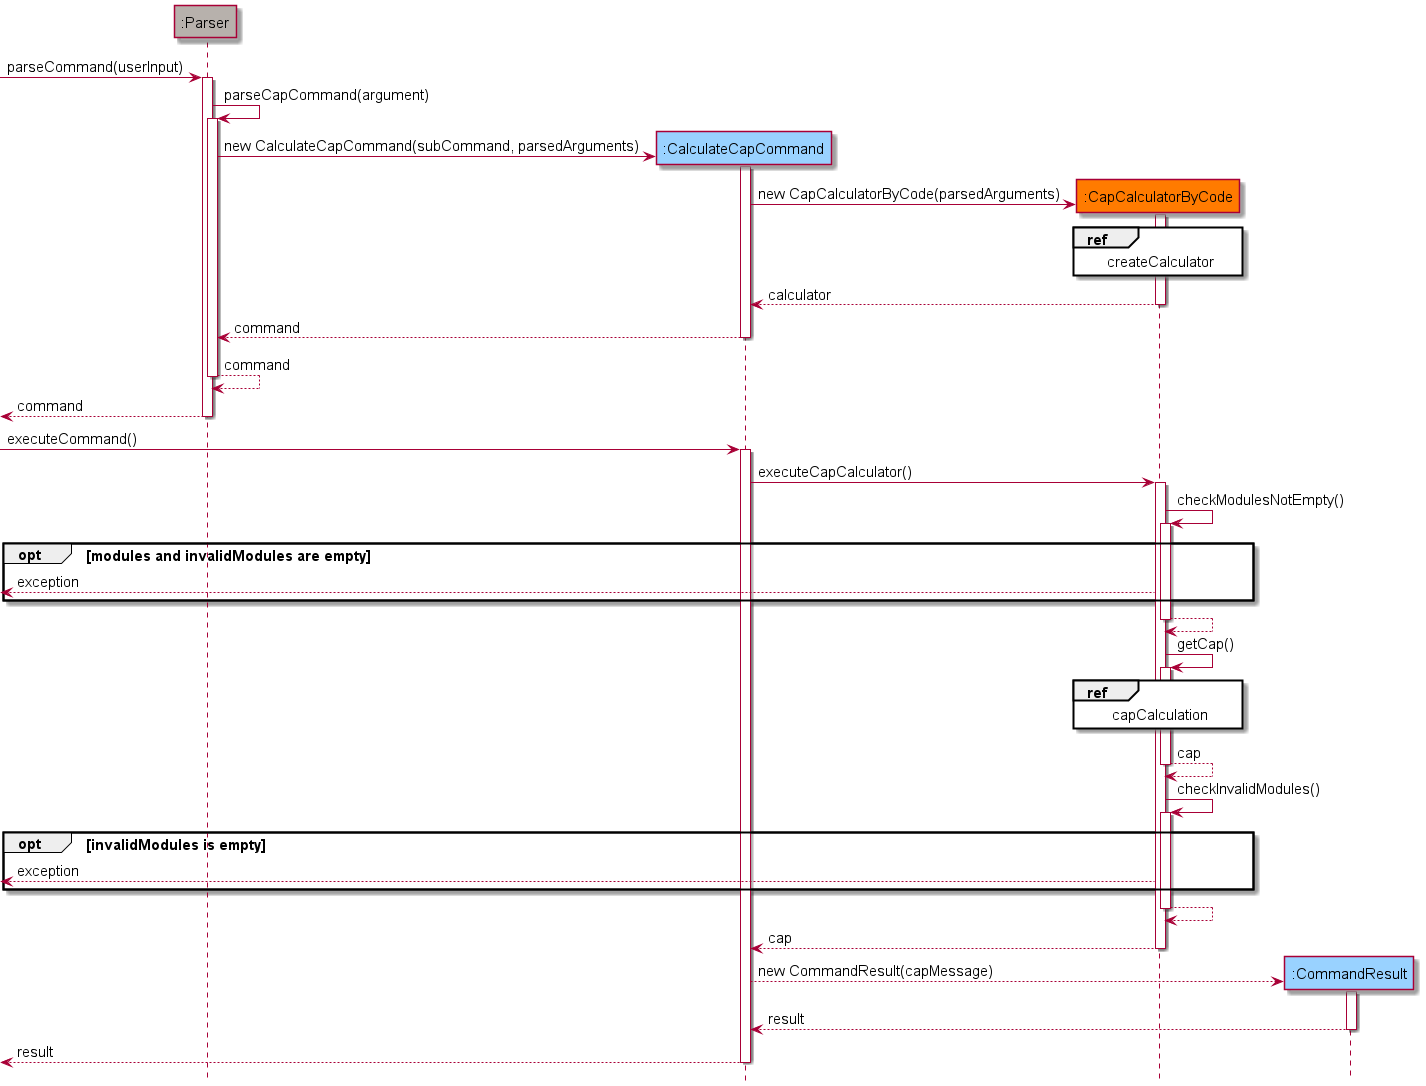 :Parser
parseCommand(userInput)
parseCapCommand(argument)
new CalculateCapCommand(subCommand, parsedArguments)
:CalculateCapCommand
new CapCalculatorByCode(parsedArguments)
:CapCalculatorByCode
ref
createCalculator
calculator
command
command
command
executeCommand()
executeCapCalculator()
checkModulesNotEmpty()
opt [modules and invalidModules are empty]
exception
getCap()
ref
capCalculation
cap
checkInvalidModules()
opt [invalidModules is empty]
exception
cap
new CommandResult(capMessage)
:CommandResult
result
result